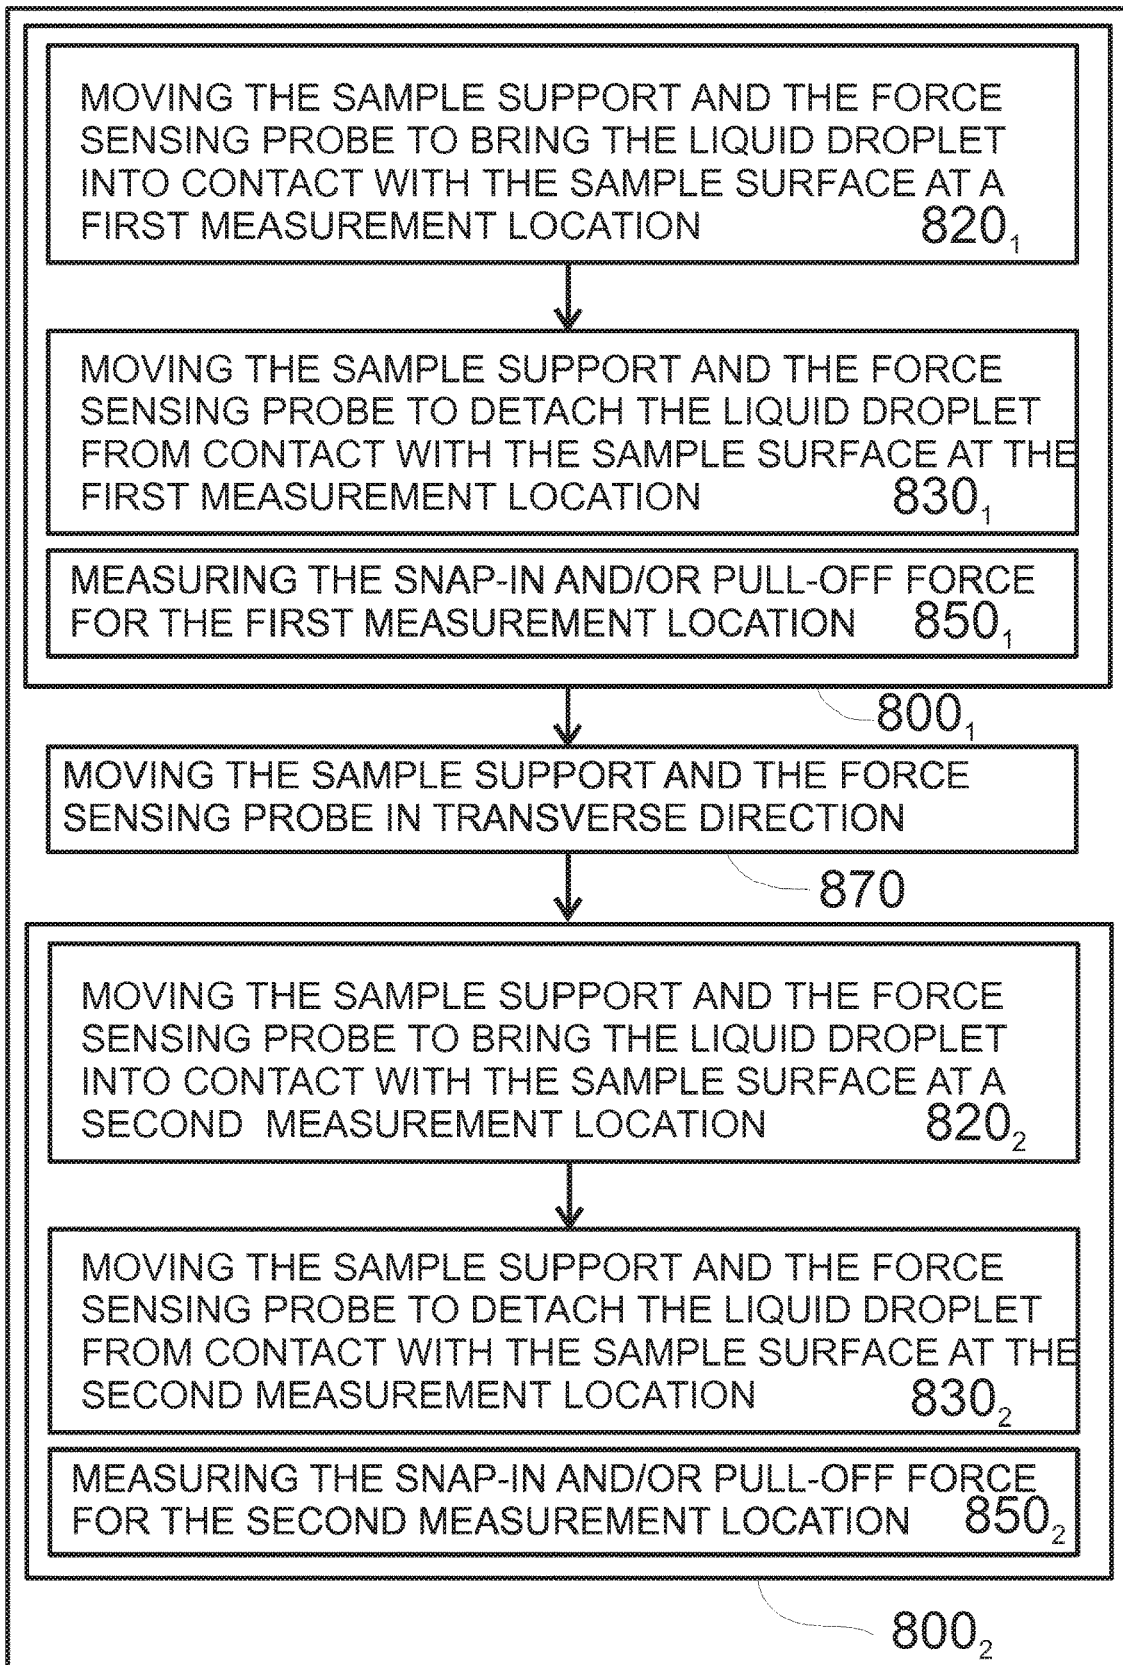 MOVING THE SAMPLE SUPPORT AND THE FORCE
SENSING PROBE TO BRING THE LIQUID DROPLET
INTO CONTACT WITH THE SAMPLE SURFACE AT A
FIRST MEASUREMENT LOCATION 820₁
MOVING THE SAMPLE SUPPORT AND THE FORCE
SENSING PROBE TO DETACH THE LIQUID DROPLET
FROM CONTACT WITH THE SAMPLE SURFACE AT THE
FIRST MEASUREMENT LOCATION 830₁
MEASURING THE SNAP-IN AND/OR PULL-OFF FORCE
FOR THE FIRST MEASUREMENT LOCATION 850₁
800₁
MOVING THE SAMPLE SUPPORT AND THE FORCE
SENSING PROBE IN TRANSVERSE DIRECTION
870
MOVING THE SAMPLE SUPPORT AND THE FORCE
SENSING PROBE TO BRING THE LIQUID DROPLET
INTO CONTACT WITH THE SAMPLE SURFACE AT A
SECOND MEASUREMENT LOCATION 820₂
MOVING THE SAMPLE SUPPORT AND THE FORCE
SENSING PROBE TO DETACH THE LIQUID DROPLET
FROM CONTACT WITH THE SAMPLE SURFACE AT THE
SECOND MEASUREMENT LOCATION 830₂
MEASURING THE SNAP-IN AND/OR PULL-OFF FORCE
FOR THE SECOND MEASUREMENT LOCATION 850₂
800₂